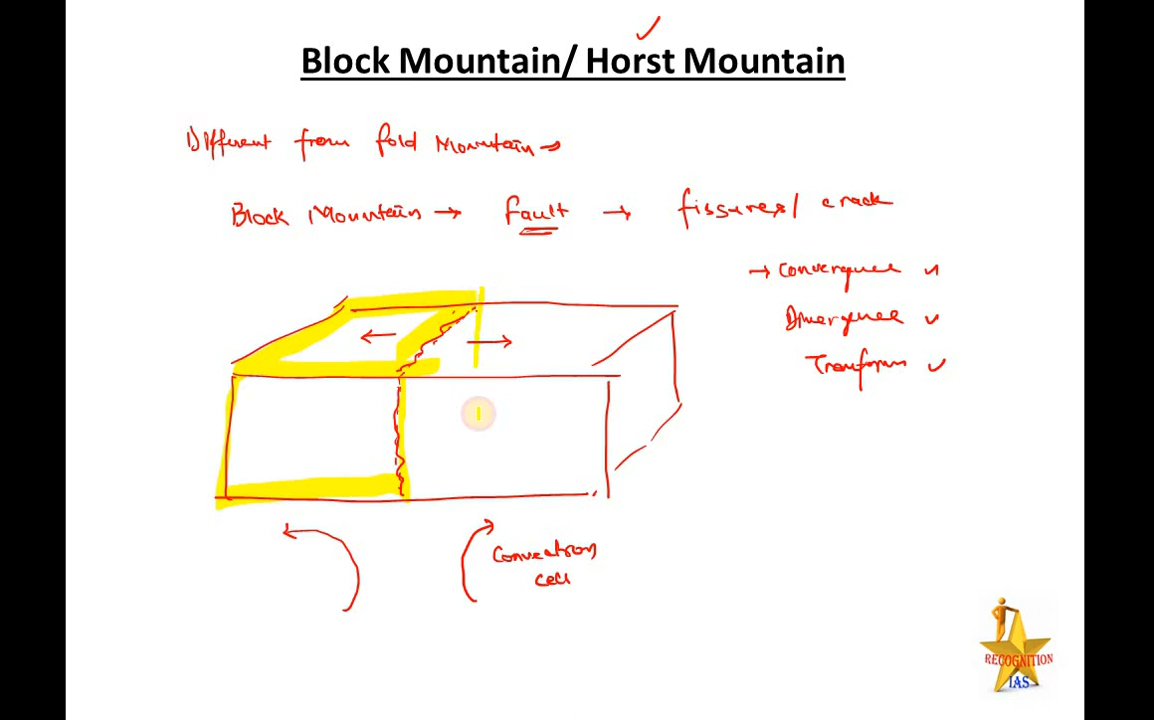 Block Mountain/ Horst Mountain
Different from fold Mountain →
Block Mountain → fault → fissures/ crack
→ Convergence
Divergence
Transform
Convection
cell
RECOGNITION
IAS